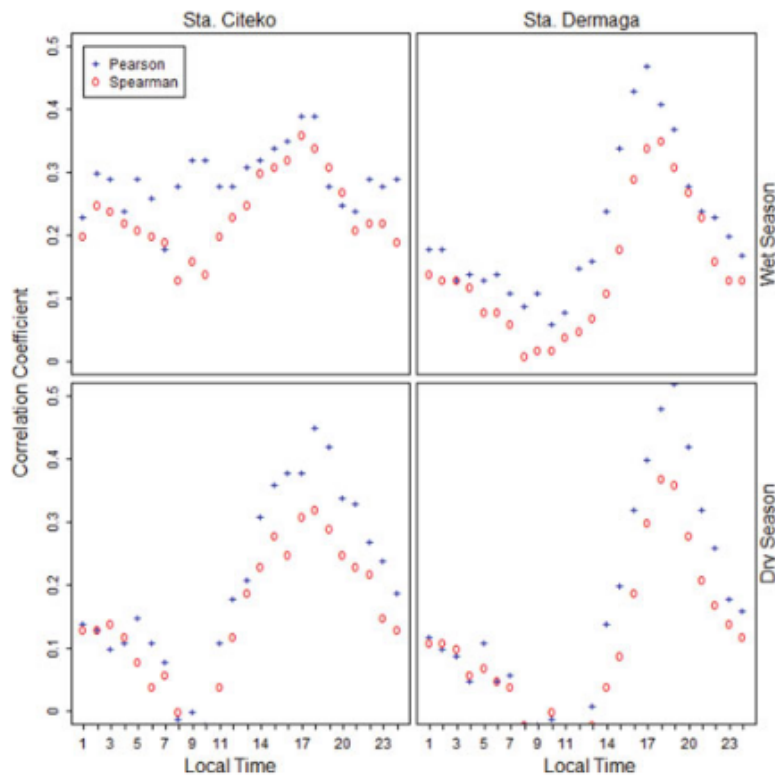 Sta. Citeko
Sta. Dermaga
Pearson
Spearman
0.5
0.4
0.3
0.2
0.1
0
Wet Season
Correlation Coefficient
0.5
0.4
0.3
0.2
0.1
0
Dry Season
1 3 5 7 9 11 14 17 20 23
1 3 5 7 9 11 14 17 20 23
Local Time
Local Time